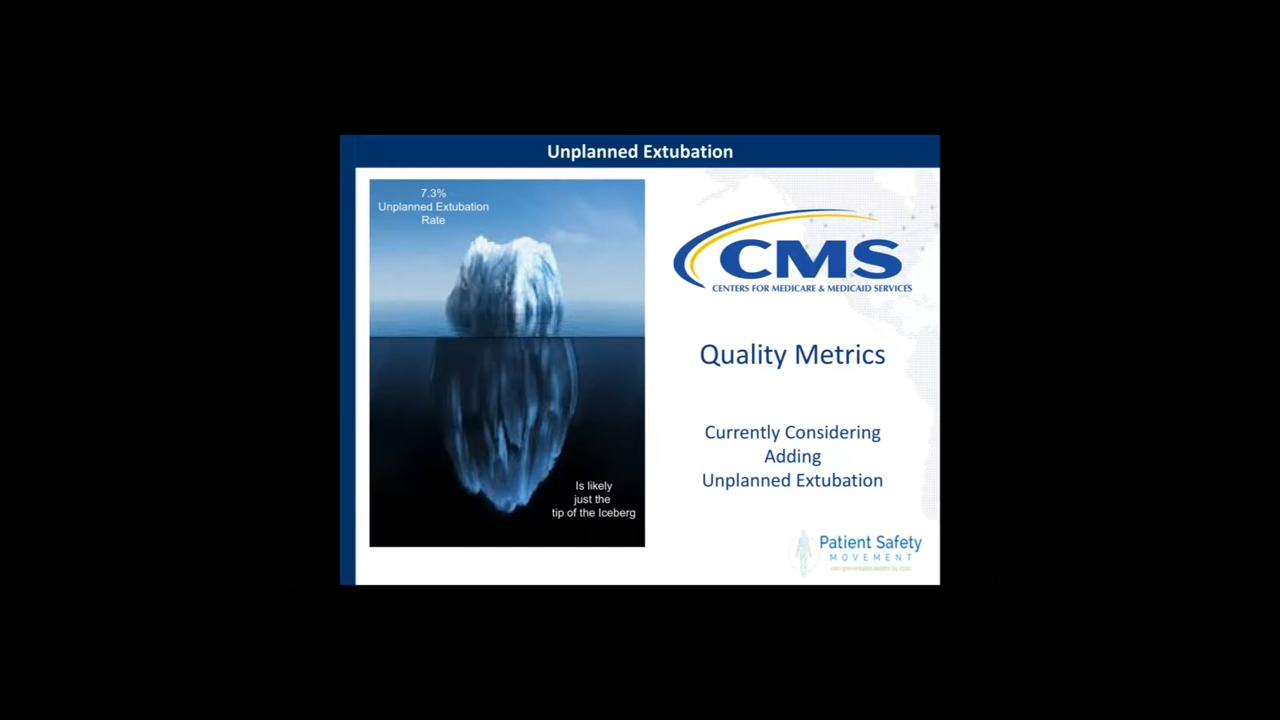 Unplanned Extubation
7.3%
Unplanned Extubation
Rate
Is likely
just the
tip of the Iceberg
CMS
CENTERS FOR MEDICARE & MEDICAID SERVICES
Quality Metrics
Currently Considering
Adding
Unplanned Extubation
Patient Safety
MOVEMENT